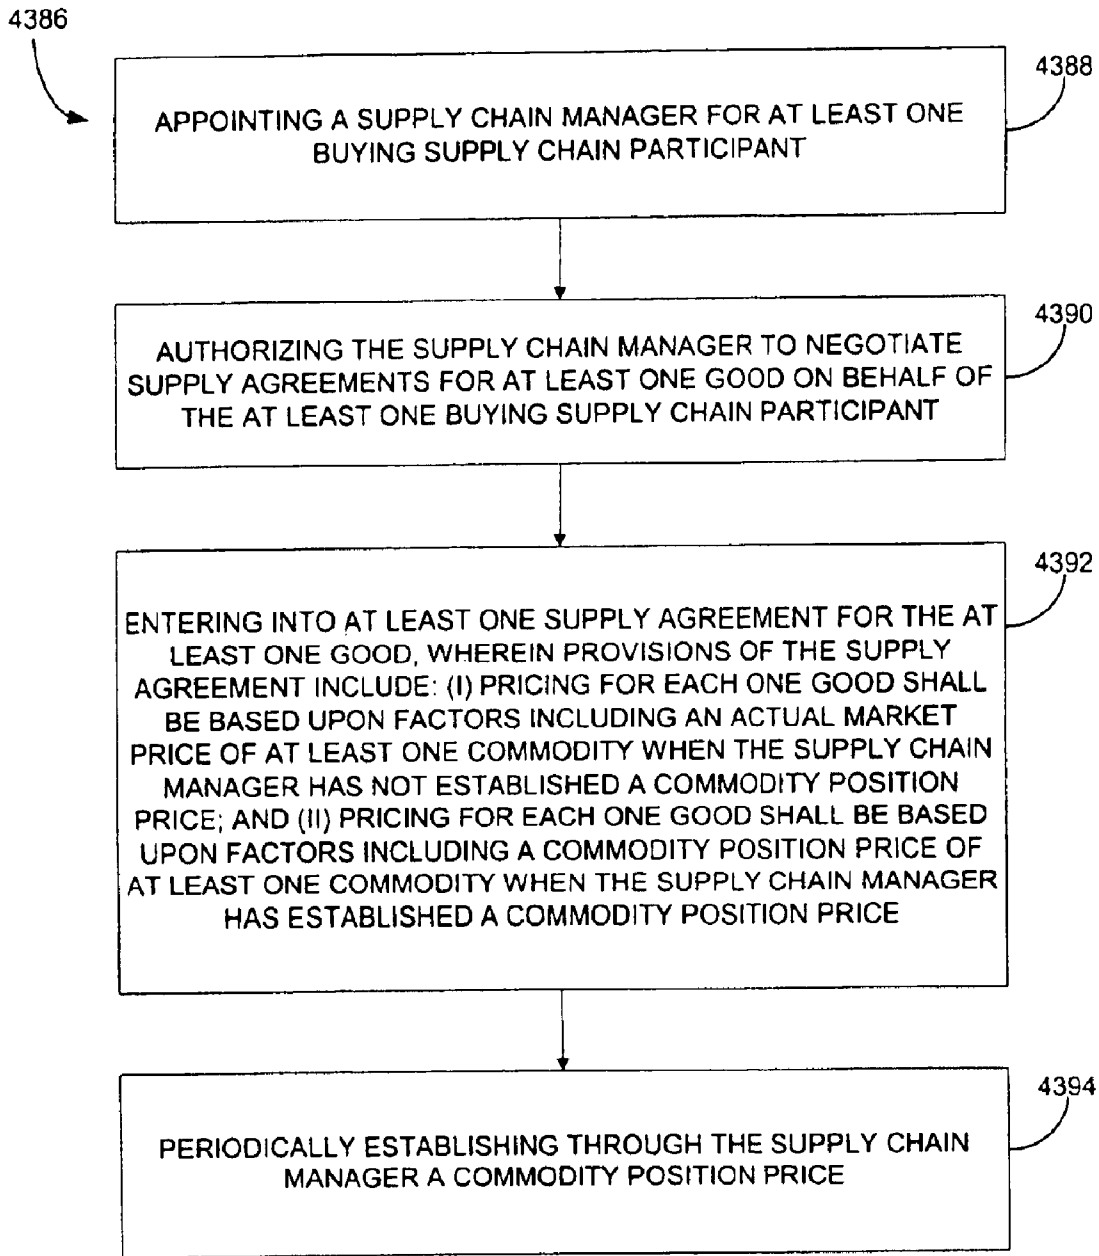 4386
4388
APPOINTING A SUPPLY CHAIN MANAGER FOR AT LEAST ONE
BUYING SUPPLY CHAIN PARTICIPANT
4390
AUTHORIZING THE SUPPLY CHAIN MANAGER TO NEGOTIATE
SUPPLY AGREEMENTS FOR AT LEAST ONE GOOD ON BEHALF OF
THE AT LEAST ONE BUYING SUPPLY CHAIN PARTICIPANT
4392
ENTERING INTO AT LEAST ONE SUPPLY AGREEMENT FOR THE AT
LEAST ONE GOOD, WHEREIN PROVISIONS OF THE SUPPLY
AGREEMENT INCLUDE: (I) PRICING FOR EACH ONE GOOD SHALL
BE BASED UPON FACTORS INCLUDING AN ACTUAL MARKET
PRICE OF AT LEAST ONE COMMODITY WHEN THE SUPPLY CHAIN
MANAGER HAS NOT ESTABLISHED A COMMODITY POSITION
PRICE; AND (II) PRICING FOR EACH ONE GOOD SHALL BE BASED
UPON FACTORS INCLUDING A COMMODITY POSITION PRICE OF
AT LEAST ONE COMMODITY WHEN THE SUPPLY CHAIN MANAGER
HAS ESTABLISHED A COMMODITY POSITION PRICE
4394
PERIODICALLY ESTABLISHING THROUGH THE SUPPLY CHAIN
MANAGER A COMMODITY POSITION PRICE